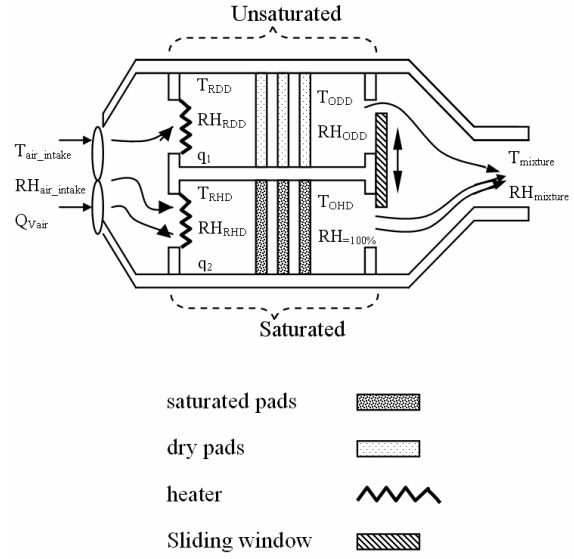 Unsaturated
T_RDD
T_ODD
RH_RDD
RH_ODD
q_1
T_air_intake
RH_air_intake
Q_Vair
T_mixture
RH_mixture
T_RHD
T_OHD
RH_RHD
RH_=100%
q_2
Saturated
saturated pads
dry pads
heater
Sliding window